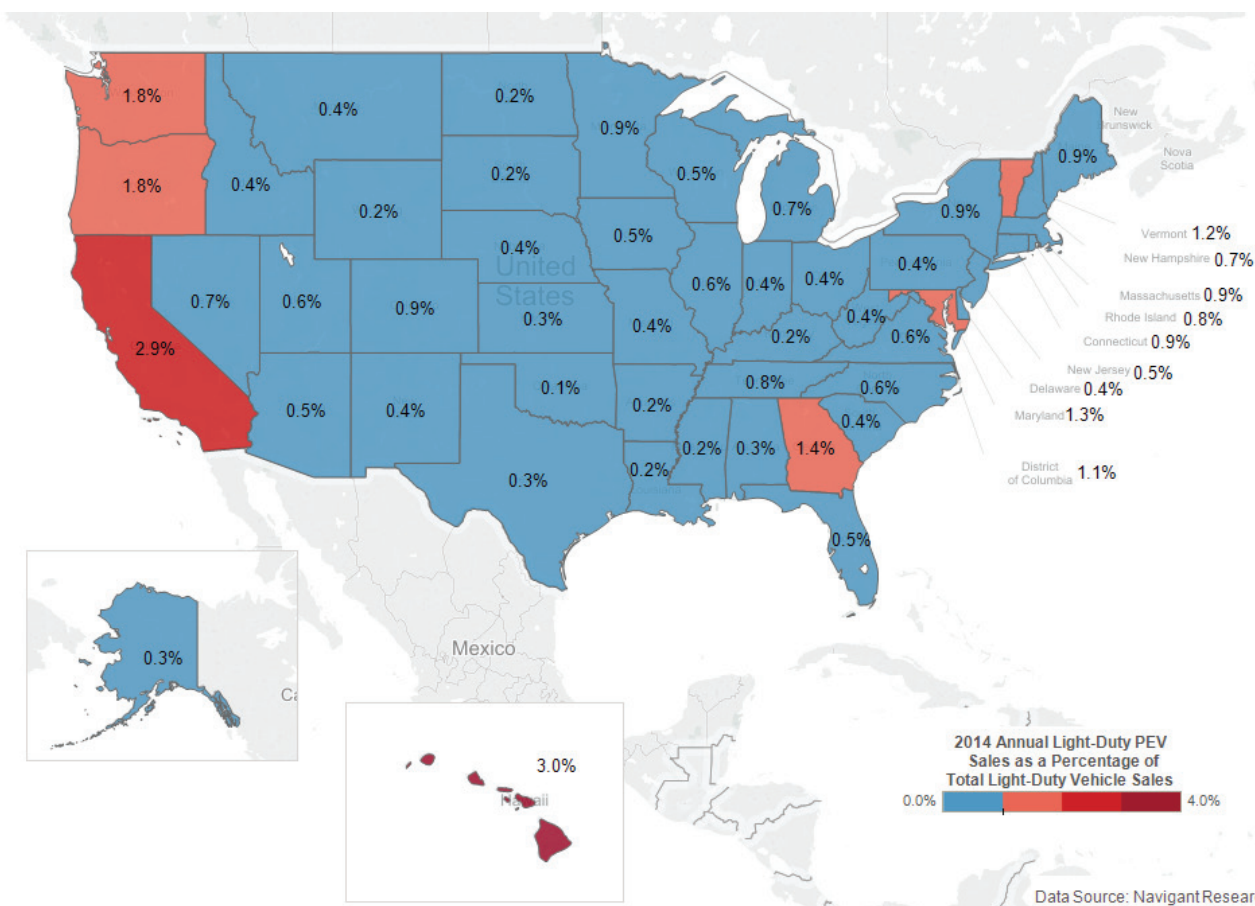 New
Brunswick
Nova
Scotia
1.8%
0.4%
0.2%
0.9%
0.9%
1.8%
0.4%
0.2%
0.2%
0.5%
0.7%
0.9%
0.4%
0.5%
Vermont 1.2%
New Hampshire 0.7%
Massachusetts 0.9%
Rhode Island 0.8%
Connecticut 0.9%
New Jersey 0.5%
Delaware 0.4%
Maryland 1.3%
District
of Columbia 1.1%
United
States
2.9%
0.7%
0.6%
0.9%
0.3%
0.4%
0.6%
0.4%
0.4%
0.4%
0.4%
0.6%
0.2%
0.8%
0.6%
0.5%
0.4%
0.1%
0.2%
0.2%
0.3%
1.4%
0.4%
0.3%
0.2%
0.5%
0.3%
Mexico
3.0%
Hawaii
2014 Annual Light-Duty PEV
Sales as a Percentage of
Total Light-Duty Vehicle Sales
0.0% 4.0%
Data Source: Navigant Resear